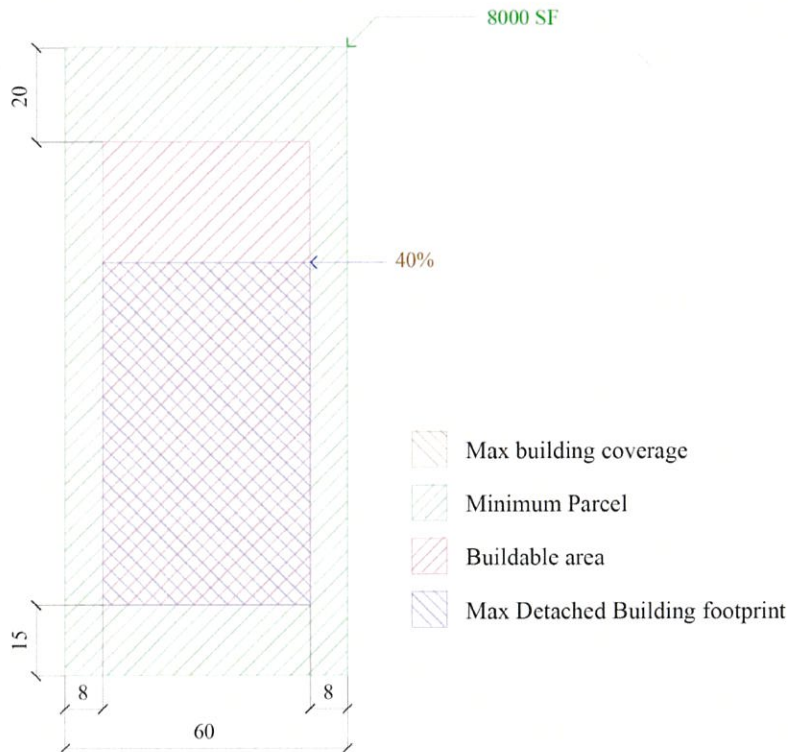 8000 SF
20
40%
Max building coverage
Minimum Parcel
Buildable area
Max Detached Building footprint
15
8
8
60